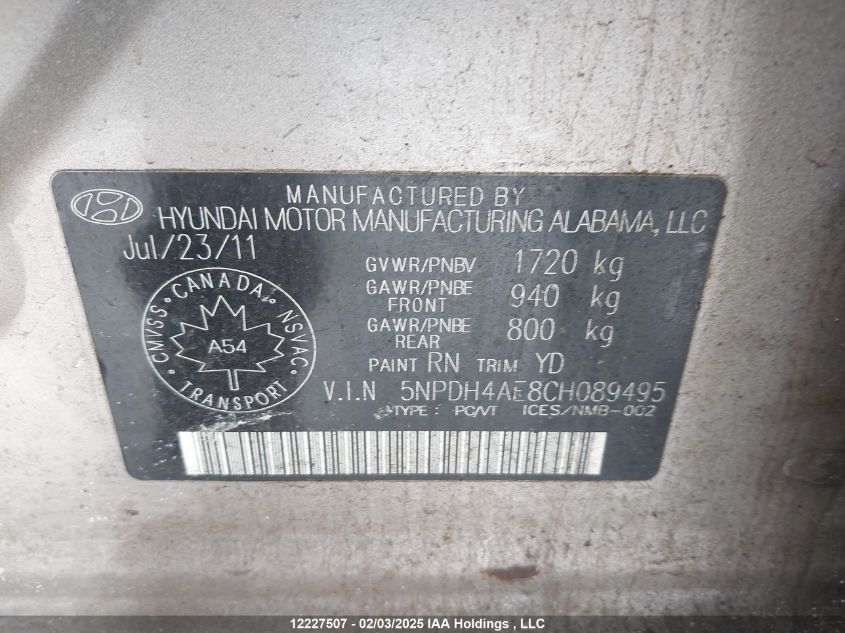 MANUFACTURED BY
HYUNDAI MOTOR MANUFACTURING ALABAMA, LLC
Jul/23/11
GVWR/PNBV 1720 kg
GAWR/PNBE FRONT 940 kg
GAWR/PNBE REAR 800 kg
PAINT RN TRIM YD
V.I.N 5NPDH4AE8CH089495
TYPE : PC/VT ICES/NMB-002
CANADA
CMVSS NSVAC
A54
TRANSPORT
12227507 - 02/03/2025 IAA Holdings , LLC